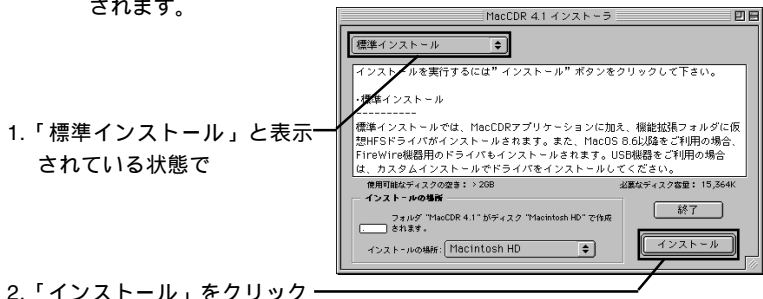 されます。
MacCDR 4.1 インストーラ
標準インストール
インストールを実行するには”インストール”ボタンをクリックして下さい。
・標準インストール
----------
標準インストールでは、MacCDRアプリケーションに加え、機能拡張フォルダに仮
想HFSドライバがインストールされます。また、MacOS 8.6以降をご利用の場合、
FireWire機器用のドライバもインストールされます。USB機器をご利用の場合
は、カスタムインストールでドライバをインストールしてください。
使用可能なディスクの空き： > 2GB
必要なディスク容量： 15,364K
インストールの場所
フォルダ "MacCDR 4.1" がディスク "Macintosh HD" で作成
されます。
終了
インストールの場所: Macintosh HD
インストール
1.「標準インストール」と表示
されている状態で
2.「インストール」をクリック